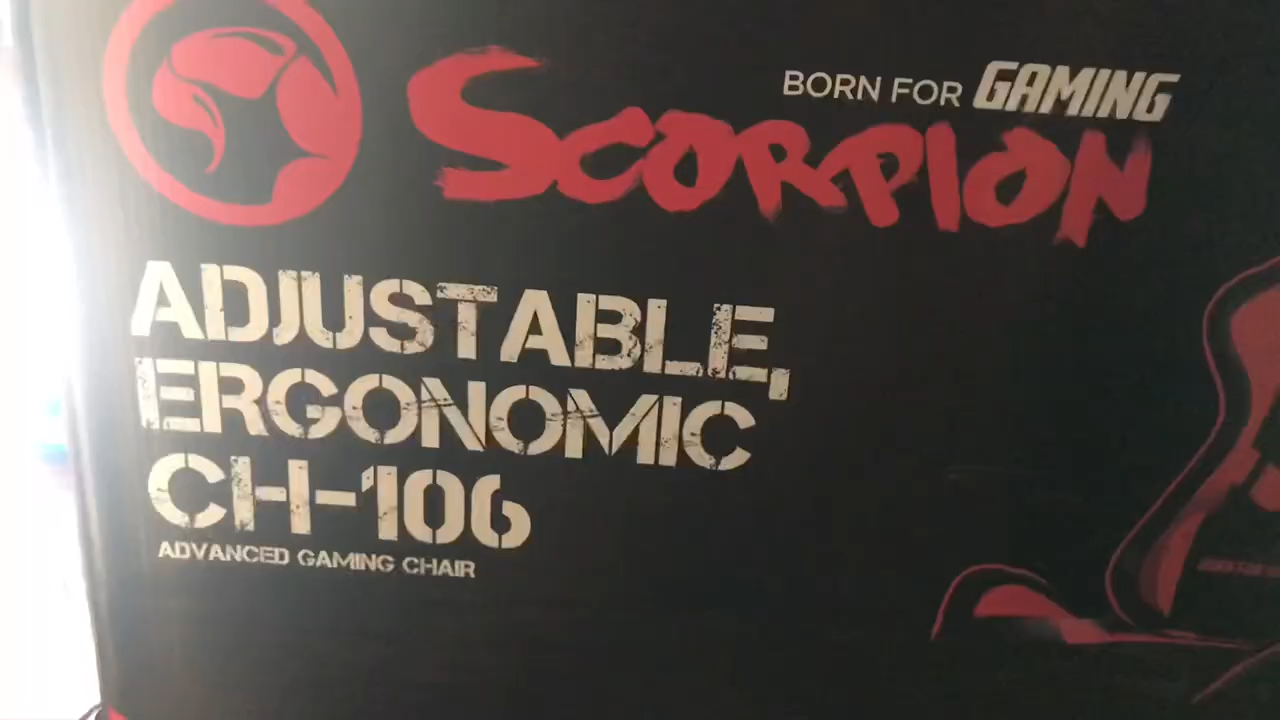 BORN FOR GAMING
SCORPION
ADJUSTABLE,
ERGONOMIC
CH-106
ADVANCED GAMING CHAIR